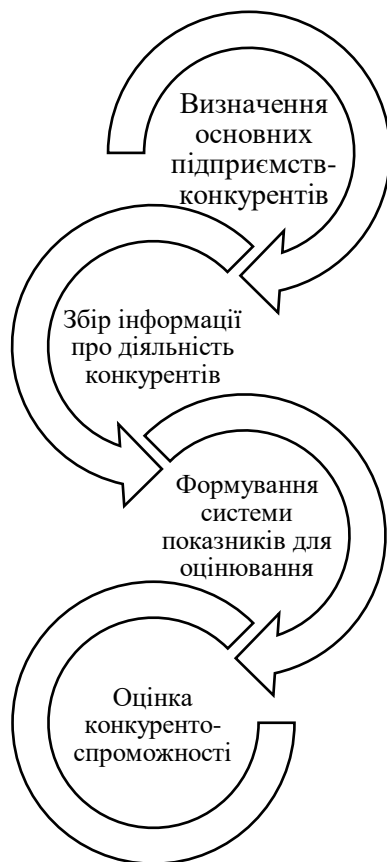 Визначення
основних
підприємств-
конкурентів
Збір інформації
про діяльність
конкурентів
Формування
системи
показників для
оцінювання
Оцінка
конкуренто-
спроможності